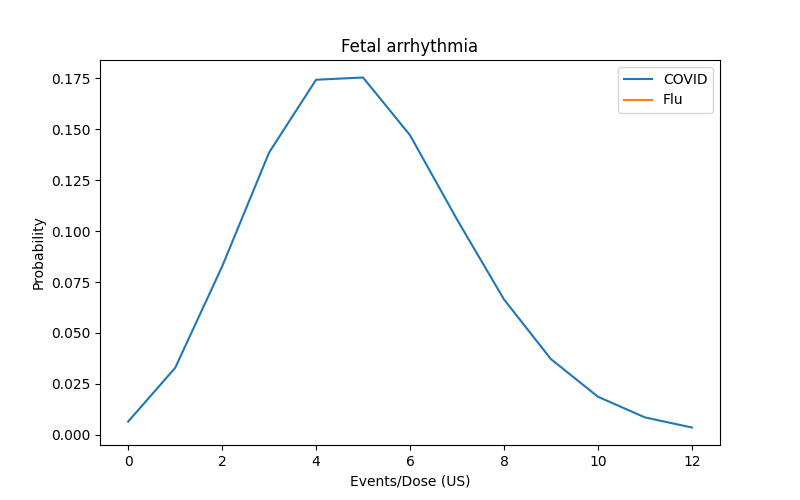 Fetal arrhythmia
COVID
Flu
0.175
0.150
0.125
0.100
0.075
0.050
0.025
0.000
Probability
0 2 4 6 8 10 12
Events/Dose (US)